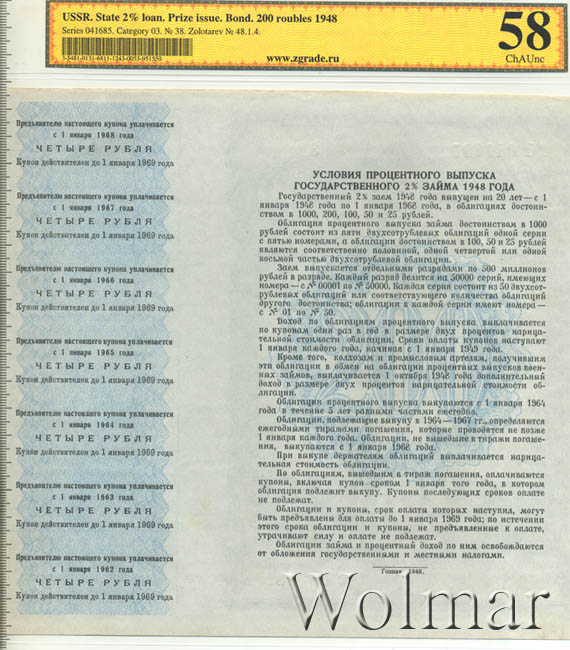 USSR. State 2% loan. Prize issue. Bond. 200 roubles 1948
Series 041685. Category 03. № 38. Zolotarev № 48.1.4.
www.zgrade.ru
58
ChAUnc
Предъявителю настоящего купона уплачивается
с 1 января 1968 года
ЧЕТЫРЕ РУБЛЯ
Купон действителен до 1 января 1969 года
Предъявителю настоящего купона уплачивается
с 1 января 1967 года
ЧЕТЫРЕ РУБЛЯ
Купон действителен до 1 января 1969 года
Предъявителю настоящего купона уплачивается
с 1 января 1966 года
ЧЕТЫРЕ РУБЛЯ
Купон действителен до 1 января 1969 года
Предъявителю настоящего купона уплачивается
с 1 января 1965 года
ЧЕТЫРЕ РУБЛЯ
Купон действителен до 1 января 1969 года
Предъявителю настоящего купона уплачивается
с 1 января 1964 года
ЧЕТЫРЕ РУБЛЯ
Купон действителен до 1 января 1969 года
Предъявителю настоящего купона уплачивается
с 1 января 1963 года
ЧЕТЫРЕ РУБЛЯ
Купон действителен до 1 января 1969 года
Предъявителю настоящего купона уплачивается
с 1 января 1962 года
ЧЕТЫРЕ РУБЛЯ
Купон действителен до 1 января 1969 года
УСЛОВИЯ ПРОЦЕНТНОГО ВЫПУСКА
ГОСУДАРСТВЕННОГО 2% ЗАЙМА 1948 ГОДА
Государственный 2% заем 1948 года выпущен на 20 лет — с 1
января 1948 года по 1 января 1968 года, в облигациях достоин-
ством в 1000, 200, 100, 50 и 25 рублей.
Облигация процентного выпуска займа достоинством в 1000
рублей состоит из пяти двухсотрублевых облигаций одной серии
с пятью номерами, а облигации достоинством в 100, 50 и 25 рублей
являются соответственно половиной, одной четвертой или одной
восьмой частью двухсотрублевой облигации.
Заем выпускается отдельными разрядами по 500 миллионов
рублей в разряде. Каждый разряд делится на 50000 серий, имеющих
номера — с № 00001 по № 50000. Каждая серия состоит из 50 двухсот-
рублевых облигаций или соответствующего количества облигаций
другого достоинства; облигации в каждой серии имеют номера —
с № 01 по № 50.
Доход по облигациям процентного выпуска выплачивается
по купонам один раз в год в размере двух процентов нарица-
тельной стоимости облигации. Сроки оплаты купонов наступают
1 января каждого года, начиная с 1 января 1949 года.
Кроме того, колхозам и промысловым артелям, получившим
эти облигации в обмен на облигации процентных выпусков воен-
ных займов, выплачивается 1 октября 1948 года дополнительный
доход в размере двух процентов нарицательной стоимости об-
лигации.
Облигации процентного выпуска выкупаются с 1 января 1964
года в течение 5 лет равными частями ежегодно.
Облигации, подлежащие выкупу в 1964—1967 гг., определяются
ежегодными тиражами погашения, которые проводятся не позже
1 января каждого года. Облигации, не вышедшие в тиражи погаше-
ния, выкупаются с 1 января 1968 года.
При выкупе держателям облигаций выплачивается нарица-
тельная стоимость облигации.
По облигациям, вышедшим в тираж погашения, оплачиваются
купоны, включая купон сроком 1 января того года, в котором
облигация подлежит выкупу. Купоны последующих сроков оплате
не подлежат.
Облигации и купоны, срок оплаты которых наступил, могут
быть предъявлены для оплаты до 1 января 1969 года; по истечении
этого срока облигации и купоны, не предъявленные к оплате,
утрачивают силу и оплате не подлежат.
Облигации займа и процентный доход по ним освобождаются
от обложения государственными и местными налогами.
Гознак. 1948.
Wolmar